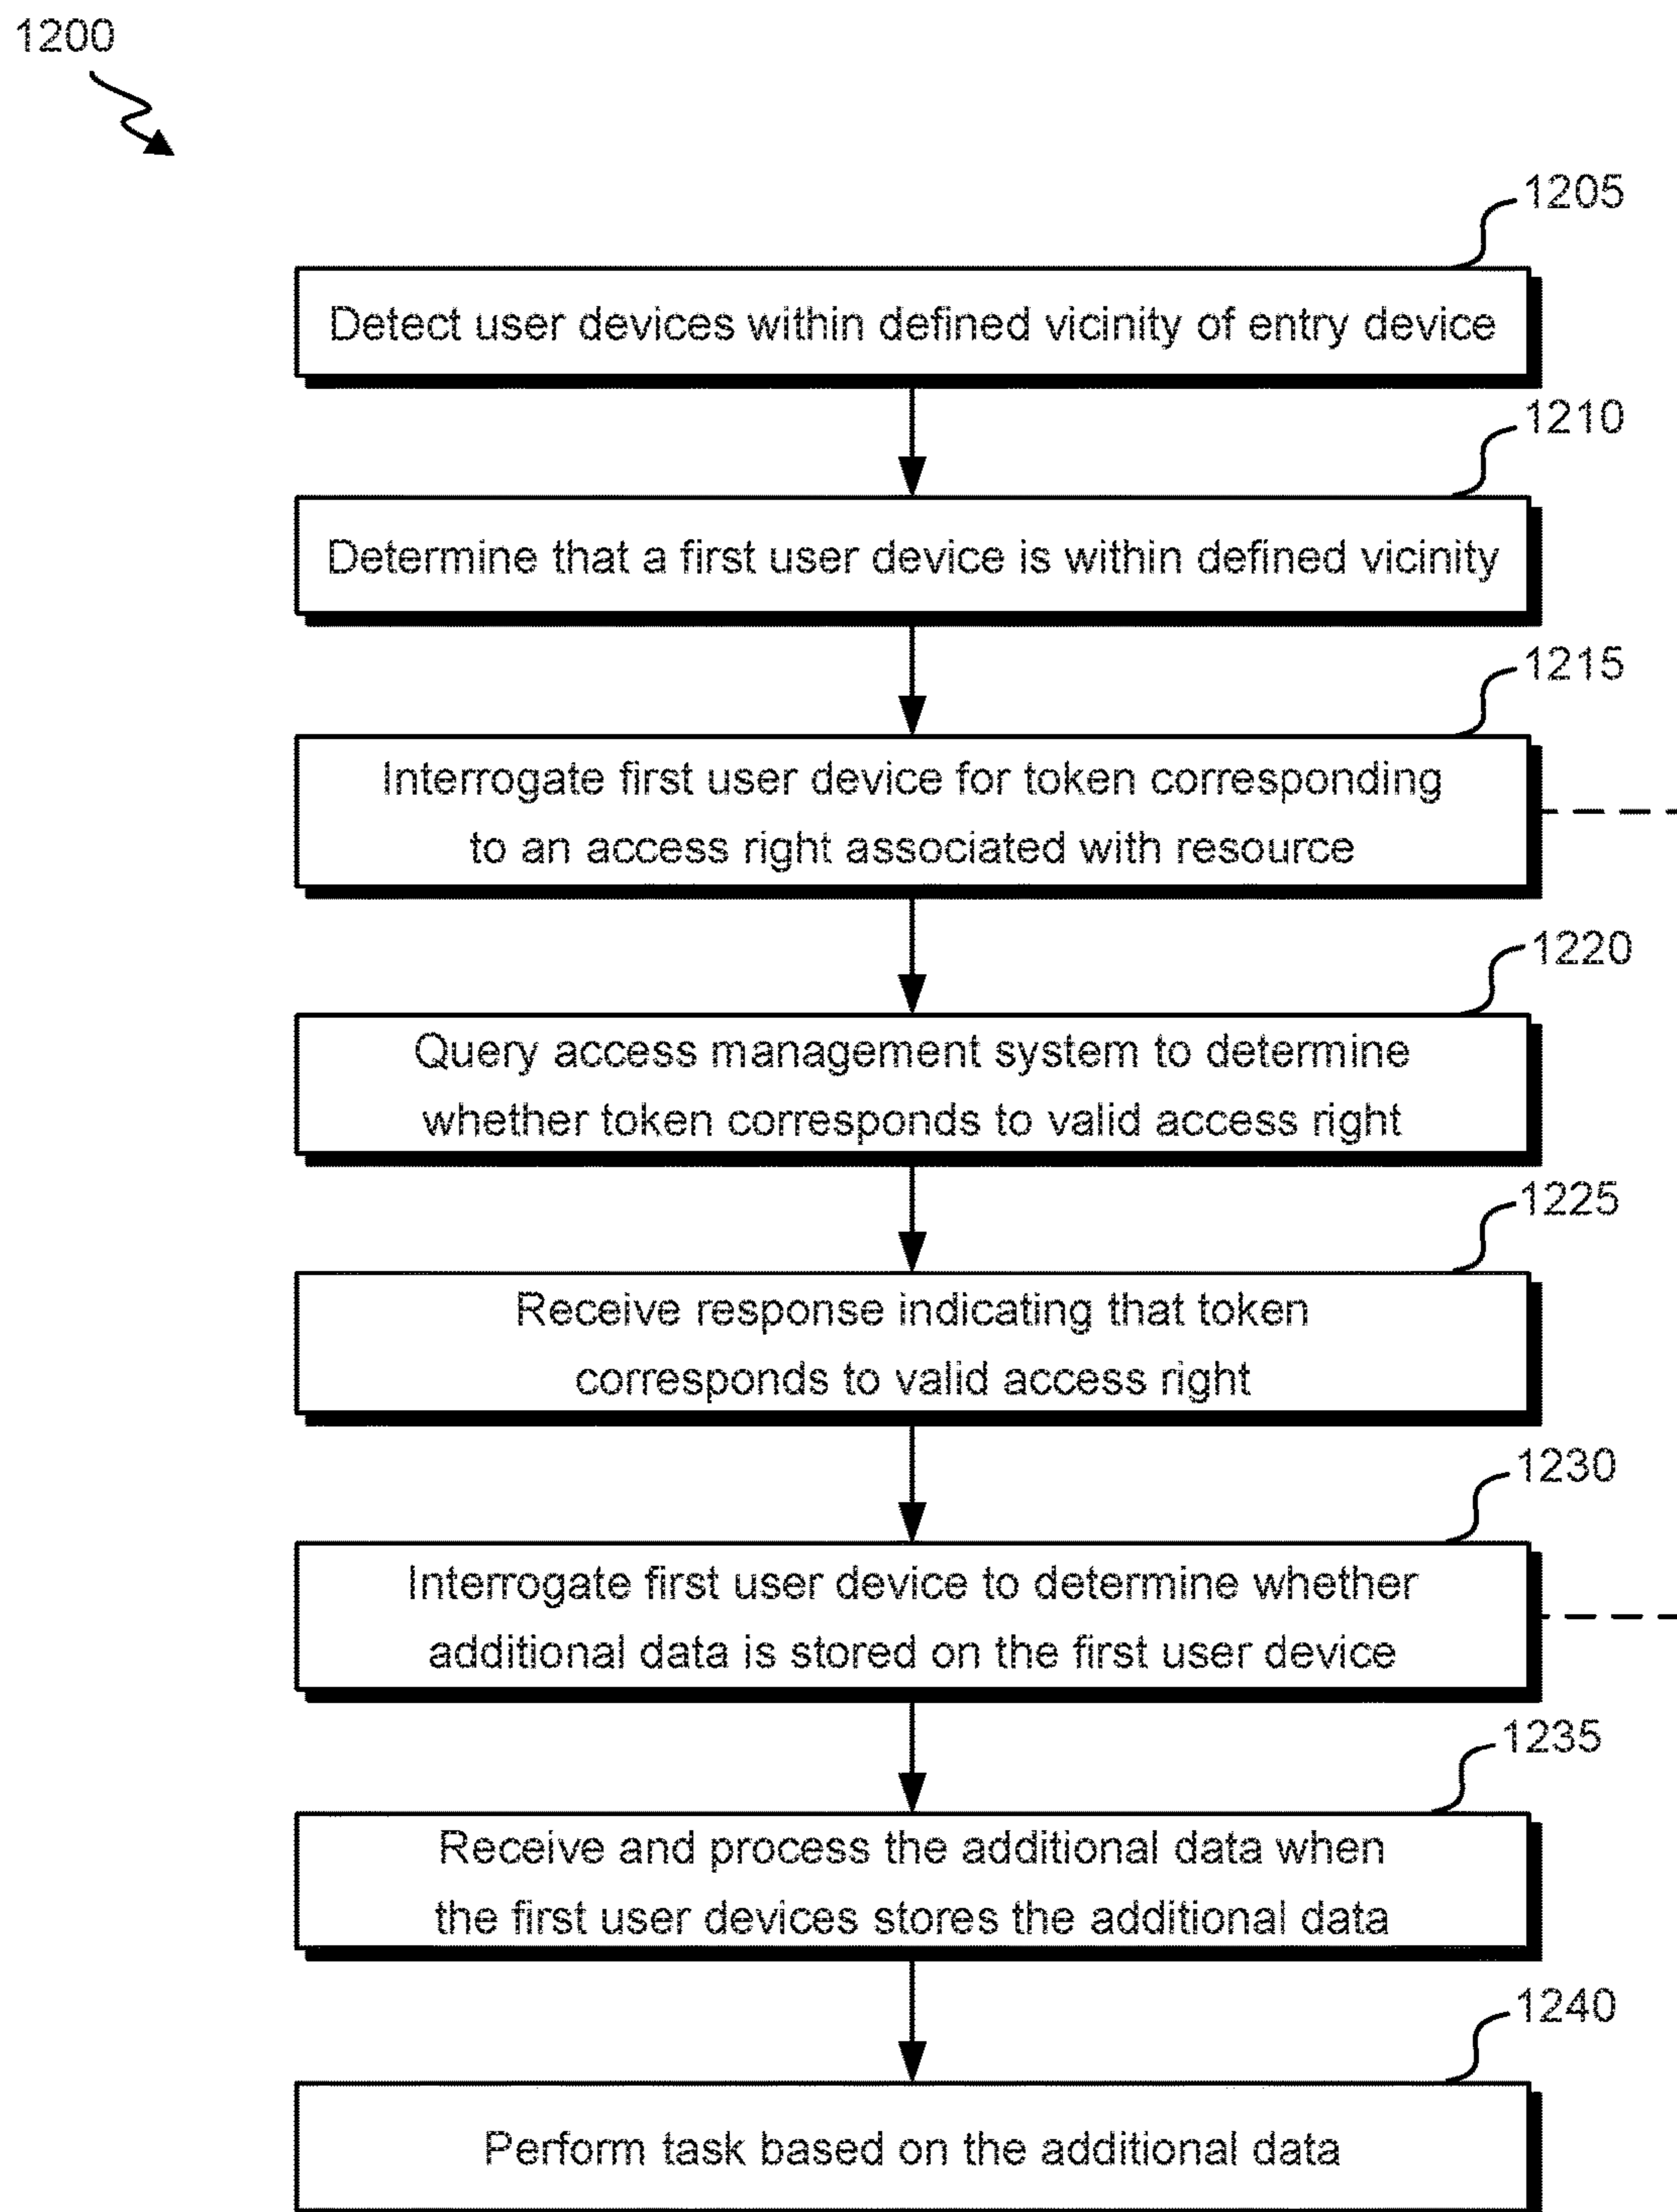 1200
1205
Detect user devices within defined vicinity of entry device
1210
Determine that a first user device is within defined vicinity
1215
Interrogate first user device for token corresponding
to an access right associated with resource
1220
Query access management system to determine
whether token corresponds to valid access right
1225
Receive response indicating that token
corresponds to valid access right
1230
Interrogate first user device to determine whether
additional data is stored on the first user device
1235
Receive and process the additional data when
the first user devices stores the additional data
1240
Perform task based on the additional data